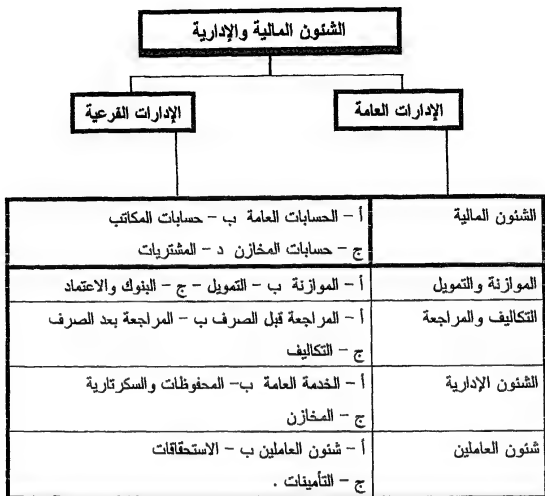 الشئون المالية والإدارية
الإدارات العامة
الإدارات الفرعية
الشئون المالية
أ – الحسابات العامة ب – حسابات المكاتب
ج – حسابات المخازن د – المشتريات
الموازنة والتمويل
أ – الموازنة ب – التمويل – ج – البنوك والاعتماد
التكاليف والمراجعة
أ – المراجعة قبل الصرف ب – المراجعة بعد الصرف
ج – التكاليف
الشئون الإدارية
أ – الخدمة العامة ب– المحفوظات والسكرتارية
ج – المخازن
شئون العاملين
أ – شئون العاملين ب – الاستحقاقات
ج – التأمينات .